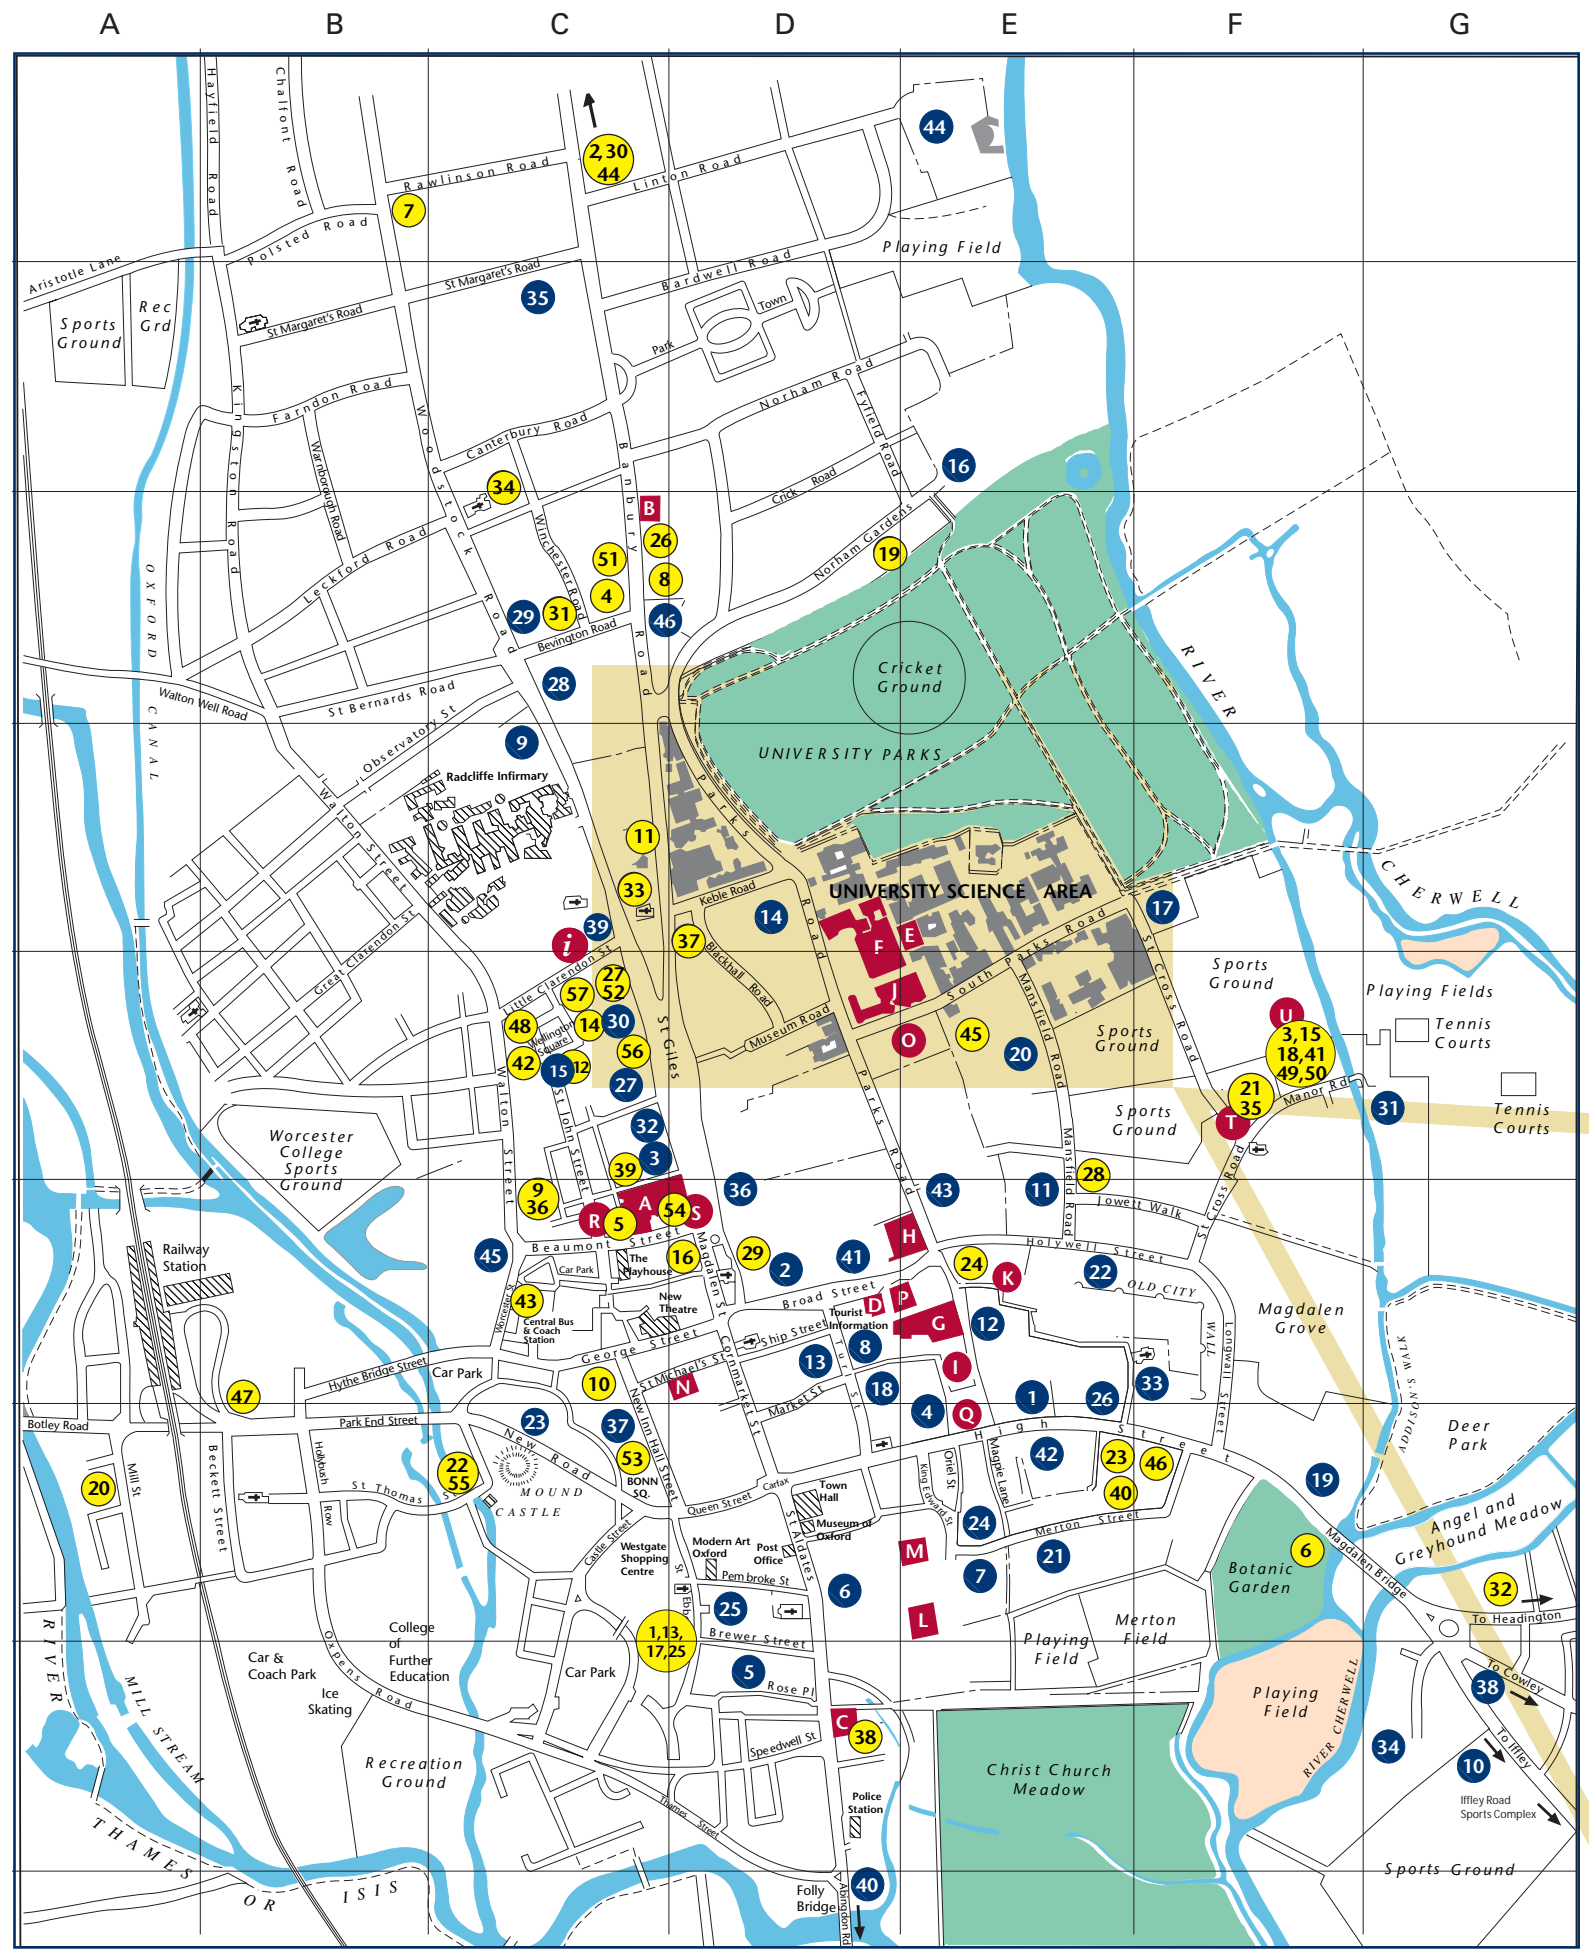 A B C D E F G
Hayfield Road
Chalfont Road
44
2,30
44
Rawlinson Road
Linton Road
7
Polsted Road
Playing Field
Aristotle Lane
Bardwell Road
St Margaret's Road
35
Rec
Grd
Sports
Ground
St Margaret's Road
Town
Park
Kingston Road
Farndon Road
Norham Road
Fyfield Road
Woodstock Road
Canterbury Road
Warnborough Road
Banbury Road
16
34
Crick Road
B
Winchester Road
26
Norham Gardens
19
51
8
OXFORD CANAL
Leckford Road
4
31
29
46
Bevington Road
Cricket
Ground
RIVER
28
Walton Well Road
St Bernards Road
Observatory St
9
UNIVERSITY PARKS
Radcliffe Infirmary
Walton Street
Parks Road
11
33
UNIVERSITY SCIENCE AREA
Keble Road
CHERWELL
14
17
39
Great Clarendon St
i
37
F
E
South Parks Road
St Cross Road
Little Clarendon St
Blackhall Road
Sports
Ground
27
52
57
J
Mansfield Road
Playing Fields
48
14
30
Wellington
Square
Museum Road
O
45
20
Sports
Ground
U
3,15
18,41
49,50
Tennis
Courts
St Giles
42
15
12
56
27
Walton Street
St John Street
21
35
Manor Rd
31
T
Parks Road
Sports
Ground
Tennis
Courts
32
Worcester
College
Sports
Ground
3
39
Mansfield Road
28
St Cross Road
9
36
36
43
11
Jowett Walk
R
5
A
54
S
H
Beaumont Street
Magdalen St
Holywell Street
Railway
Station
45
The
Playhouse
16
29
2
41
24
K
22
OLD CITY
WALL
Car Park
43
Worcester St
New
Theatre
Broad Street
D
P
Magdalen
Grove
Central Bus
& Coach
Station
Tourist
Information
G
12
Longwall Street
George Street
Ship Street
13
8
Turl St
I
ADDISON'S WALK
Hythe Bridge Street
Car Park
St Michael's St
Cornmarket St
N
18
33
47
10
Market St
1
26
4
Q
Botley Road
Park End Street
23
37
New Inn Hall Street
High Street
Deer
Park
New Road
53
BONN
SQ.
42
23
46
Beckett Street
Hollybush
Row
22
55
MOUND
CASTLE
Oriel St
Magpie Lane
40
19
20
Mill St
St Thomas St
Queen Street
Carfax
Town
Hall
King Edward St
Angel and
Greyhound Meadow
Castle Street
Museum of
Oxford
24
Merton Street
Westgate
Shopping
Centre
Modern Art
Oxford
Post
Office
St Aldates
M
21
6
Magdalen Bridge
Botanic
Garden
Pembroke St
St Ebbes
7
6
32
25
To Headington
L
1,13,
17,25
Brewer Street
Merton
Field
Playing
Field
College
of
Further
Education
Car &
Coach Park
Oxpens Road
Car Park
5
Rose Pl
To Cowley
38
Ice
Skating
RIVER
MILL STREAM
Playing
Field
RIVER CHERWELL
C
38
34
To Iffley
Speedwell St
10
Recreation
Ground
Christ Church
Meadow
Thames Street
Police
Station
Iffley Road
Sports Complex
THAMES OR ISIS
Sports Ground
Folly
Bridge
40
Abingdon Rd